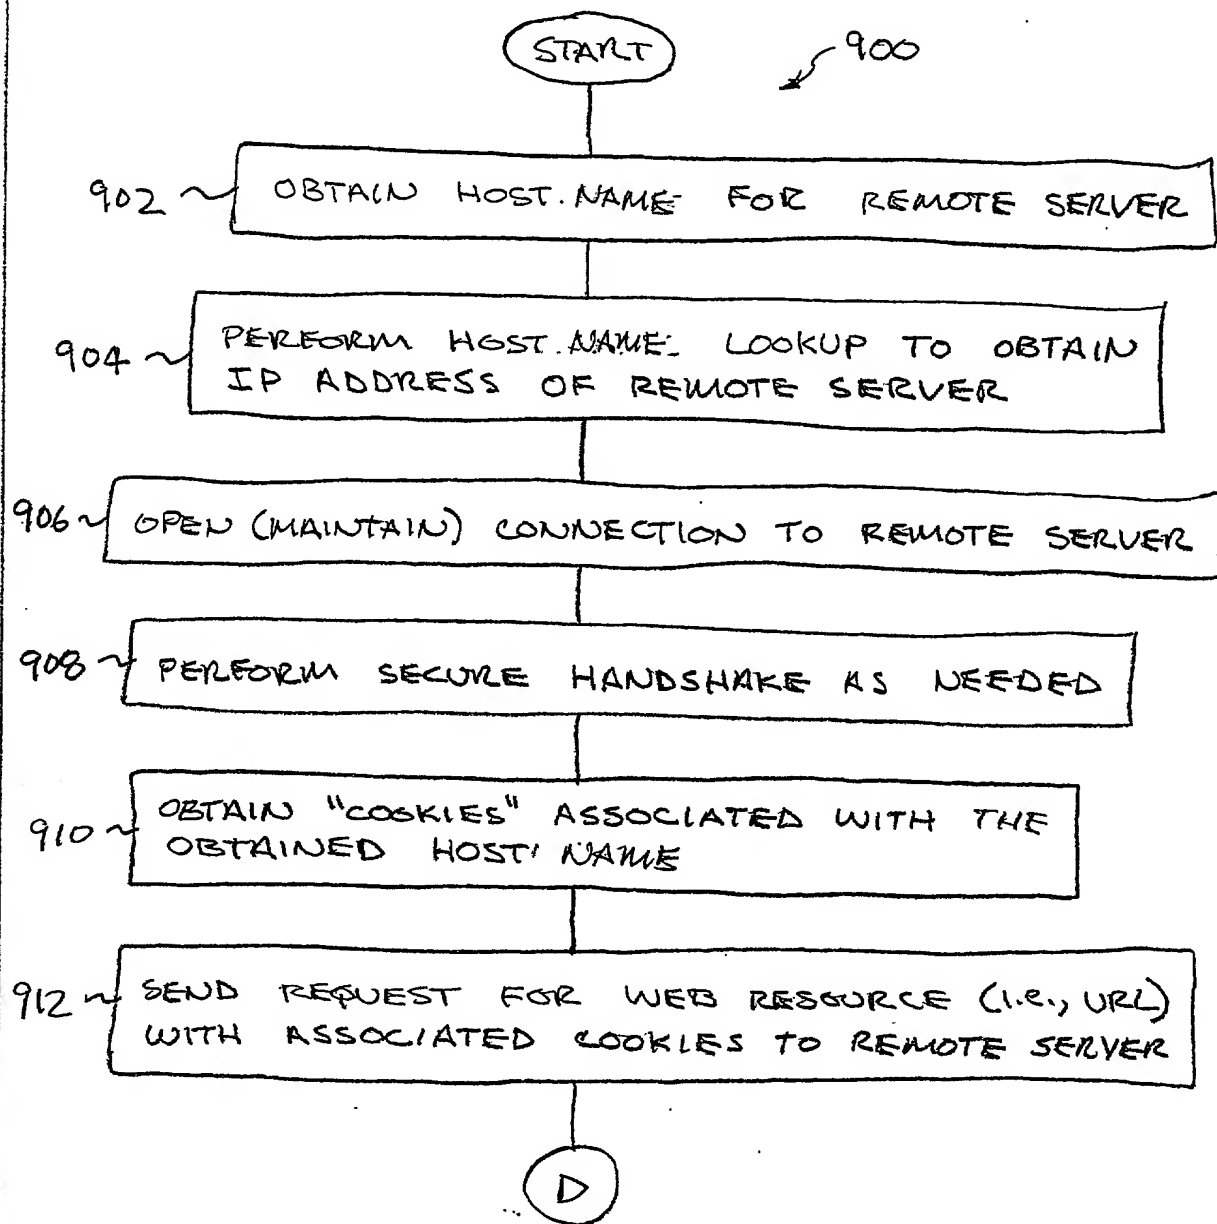 START
900
902 OBTAIN HOST.NAME FOR REMOTE SERVER
904 PERFORM HOST.NAME LOOKUP TO OBTAIN
IP ADDRESS OF REMOTE SERVER
906 OPEN (MAINTAIN) CONNECTION TO REMOTE SERVER
908 PERFORM SECURE HANDSHAKE AS NEEDED
910 OBTAIN "COOKIES" ASSOCIATED WITH THE
OBTAINED HOST' NAME
912 SEND REQUEST FOR WEB RESOURCE (i.e., URL)
WITH ASSOCIATED COOKIES TO REMOTE SERVER
D